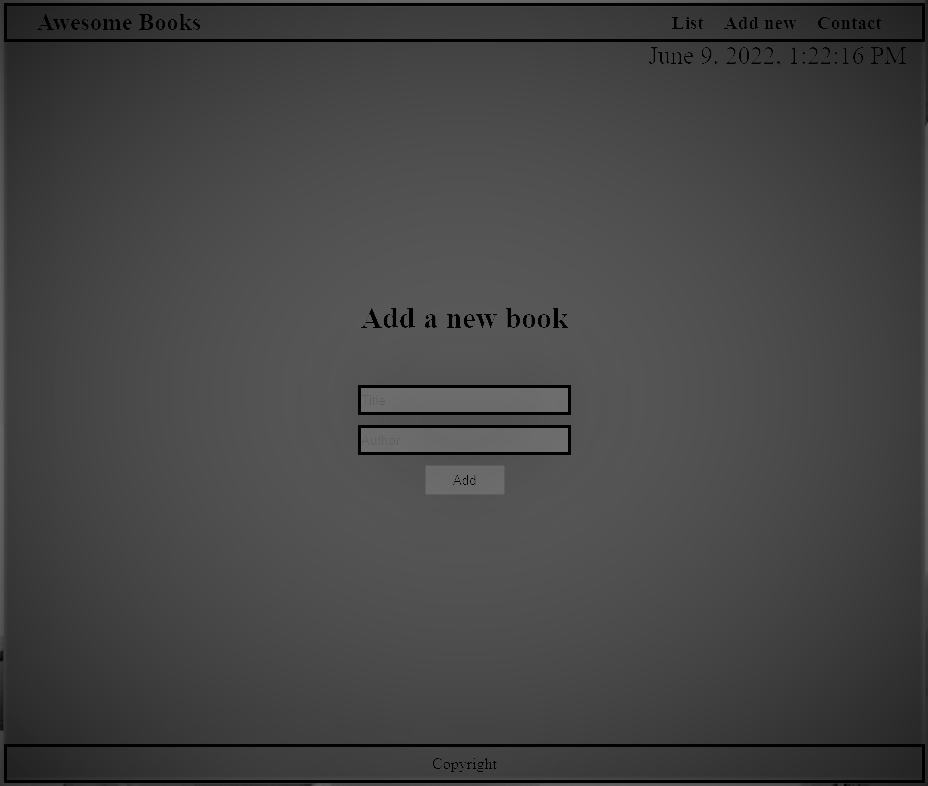 Awesome Books
List Add new Contact
June 9, 2022, 1:22:16 PM
Add a new book
Title
Author
Add
Copyright